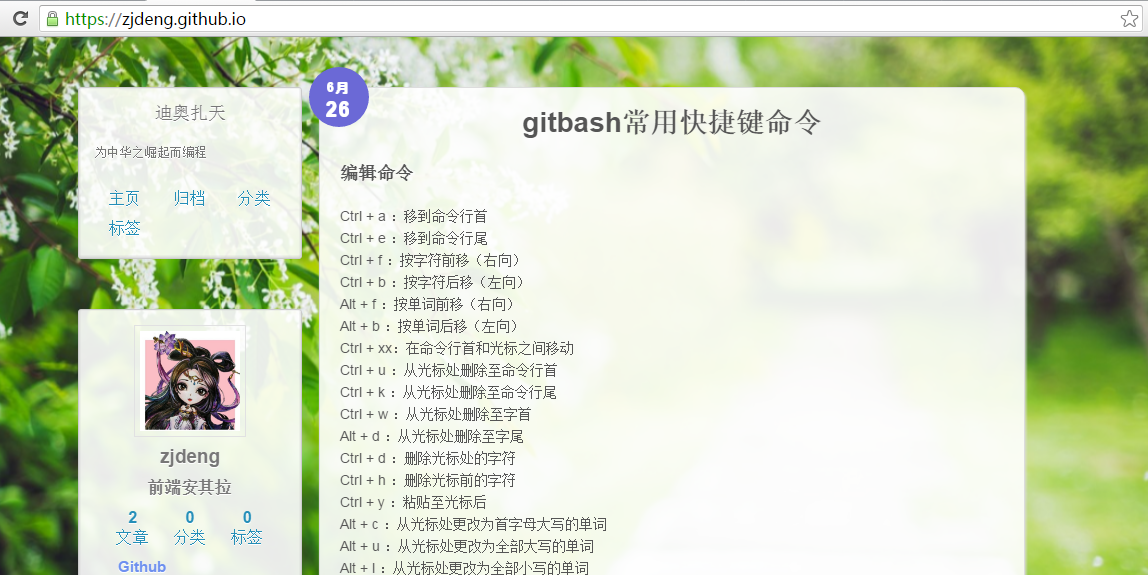 https://zjdeng.github.io
迪奥扎天
为中华之崛起而编程
主页 归档 分类
标签
zjdeng
前端安其拉
2 0 0
文章 分类 标签
Github
6月
26
gitbash常用快捷键命令
编辑命令
Ctrl + a ：移到命令行首
Ctrl + e ：移到命令行尾
Ctrl + f ：按字符前移（右向）
Ctrl + b ：按字符后移（左向）
Alt + f ：按单词前移（右向）
Alt + b ：按单词后移（左向）
Ctrl + xx：在命令行首和光标之间移动
Ctrl + u ：从光标处删除至命令行首
Ctrl + k ：从光标处删除至命令行尾
Ctrl + w ：从光标处删除至字首
Alt + d ：从光标处删除至字尾
Ctrl + d ：删除光标处的字符
Ctrl + h ：删除光标前的字符
Ctrl + y ：粘贴至光标后
Alt + c ：从光标处更改为首字母大写的单词
Alt + u ：从光标处更改为全部大写的单词
Alt + l ：从光标处更改为全部小写的单词